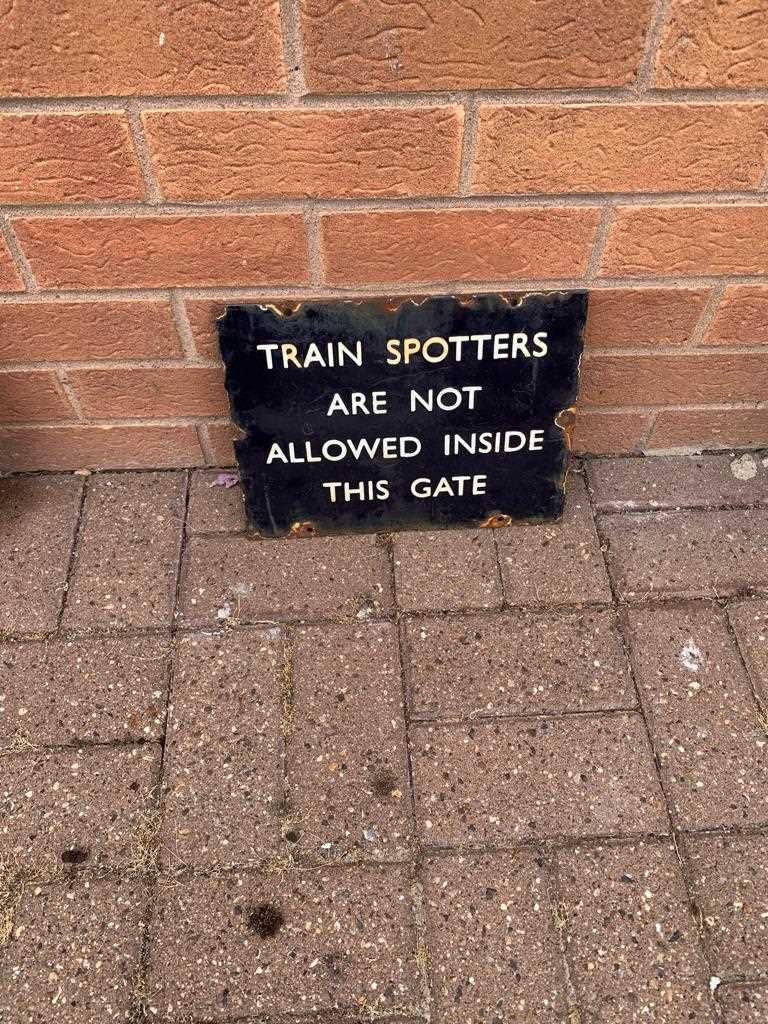 TRAIN SPOTTERS
ARE NOT
ALLOWED INSIDE
THIS GATE